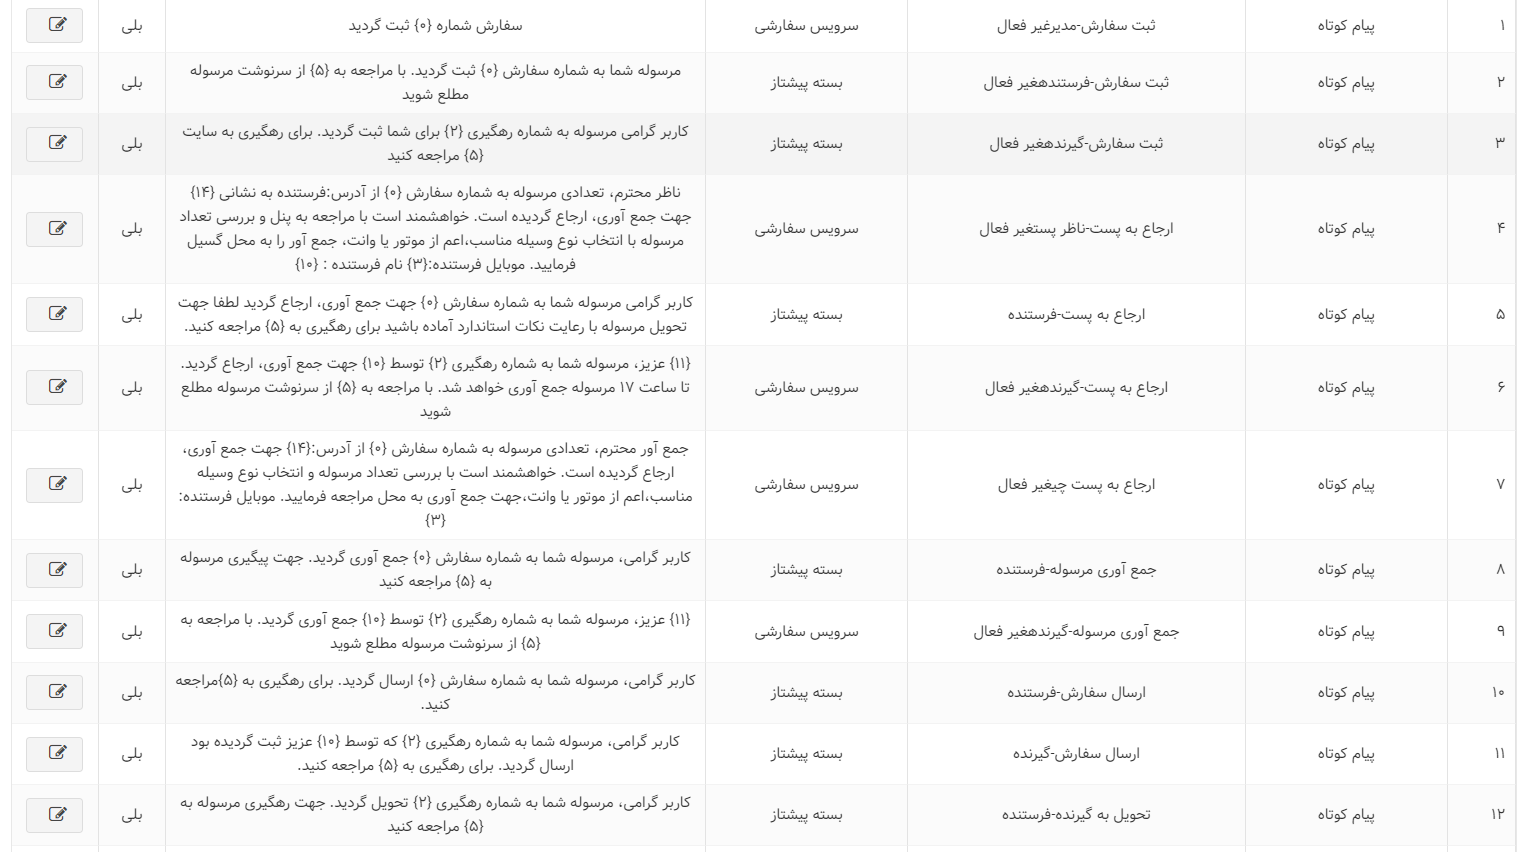 ۱ پیام کوتاه ثبت سفارش-مدیرغیر فعال سرویس سفارشی سفارش شماره {۰} ثبت گردید بلی
۲ پیام کوتاه ثبت سفارش-فرستندهغیر فعال بسته پیشتاز مرسوله شما به شماره سفارش {۰} ثبت گردید. با مراجعه به {۵} از سرنوشت مرسوله
مطلع شوید بلی
۳ پیام کوتاه ثبت سفارش-گیرندهغیر فعال بسته پیشتاز کاربر گرامی مرسوله به شماره رهگیری {۲} برای شما ثبت گردید. برای رهگیری به سایت
{۵} مراجعه کنید بلی
۴ پیام کوتاه ارجاع به پست-ناظر پستغیر فعال سرویس سفارشی ناظر محترم، تعدادی مرسوله به شماره سفارش {۰} از آدرس:فرستنده به نشانی {۱۴}
جهت جمع آوری، ارجاع گردیده است. خواهشمند است با مراجعه به پنل و بررسی تعداد
مرسوله با انتخاب نوع وسیله مناسب،اعم از موتور یا وانت، جمع آور را به محل گسیل
فرمایید. موبایل فرستنده:{۳} نام فرستنده : {۱۰} بلی
۵ پیام کوتاه ارجاع به پست-فرستنده بسته پیشتاز کاربر گرامی مرسوله شما به شماره سفارش {۰} جهت جمع آوری، ارجاع گردید لطفا جهت
تحویل مرسوله با رعایت نکات استاندارد آماده باشید برای رهگیری به {۵} مراجعه کنید. بلی
۶ پیام کوتاه ارجاع به پست-گیرندهغیر فعال سرویس سفارشی {۱۱} عزیز، مرسوله شما به شماره رهگیری {۲} توسط {۱۰} جهت جمع آوری، ارجاع گردید.
تا ساعت ۱۷ مرسوله جمع آوری خواهد شد. با مراجعه به {۵} از سرنوشت مرسوله مطلع
شوید بلی
۷ پیام کوتاه ارجاع به پست چیغیر فعال سرویس سفارشی جمع آور محترم، تعدادی مرسوله به شماره سفارش {۰} از آدرس:{۱۴} جهت جمع آوری،
ارجاع گردیده است. خواهشمند است با بررسی تعداد مرسوله و انتخاب نوع وسیله
مناسب،اعم از موتور یا وانت،جهت جمع آوری به محل مراجعه فرمایید. موبایل فرستنده:
{۳} بلی
۸ پیام کوتاه جمع آوری مرسوله-فرستنده بسته پیشتاز کاربر گرامی، مرسوله شما به شماره سفارش {۰} جمع آوری گردید. جهت پیگیری مرسوله
به {۵} مراجعه کنید بلی
۹ پیام کوتاه جمع آوری مرسوله-گیرندهغیر فعال سرویس سفارشی {۱۱} عزیز، مرسوله شما به شماره رهگیری {۲} توسط {۱۰} جمع آوری گردید. با مراجعه به
{۵} از سرنوشت مرسوله مطلع شوید بلی
۱۰ پیام کوتاه ارسال سفارش-فرستنده بسته پیشتاز کاربر گرامی، مرسوله شما به شماره سفارش {۰} ارسال گردید. برای رهگیری به {۵}مراجعه
کنید. بلی
۱۱ پیام کوتاه ارسال سفارش-گیرنده بسته پیشتاز کاربر گرامی، مرسوله شما به شماره رهگیری {۲} که توسط {۱۰} عزیز ثبت گردیده بود
ارسال گردید. برای رهگیری به {۵} مراجعه کنید. بلی
۱۲ پیام کوتاه تحویل به گیرنده-فرستنده بسته پیشتاز کاربر گرامی، مرسوله شما به شماره رهگیری {۲} تحویل گردید. جهت رهگیری مرسوله به
{۵} مراجعه کنید بلی